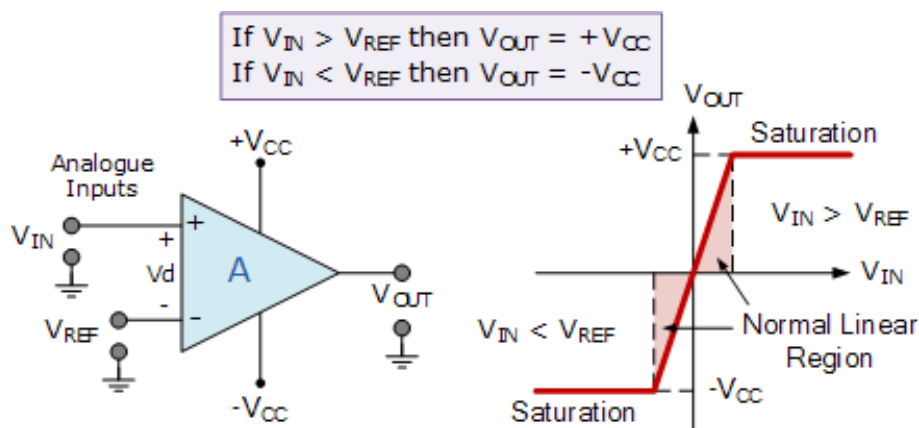 If VIN > VREF then VOUT = +VCC
If VIN < VREF then VOUT = -VCC
+VCC
Analogue
Inputs
VIN
+
+
Vd
A
-
-
VREF
VOUT
-VCC
VOUT
Saturation
+VCC
VIN > VREF
VIN
VIN < VREF
Normal Linear
Region
-VCC
Saturation